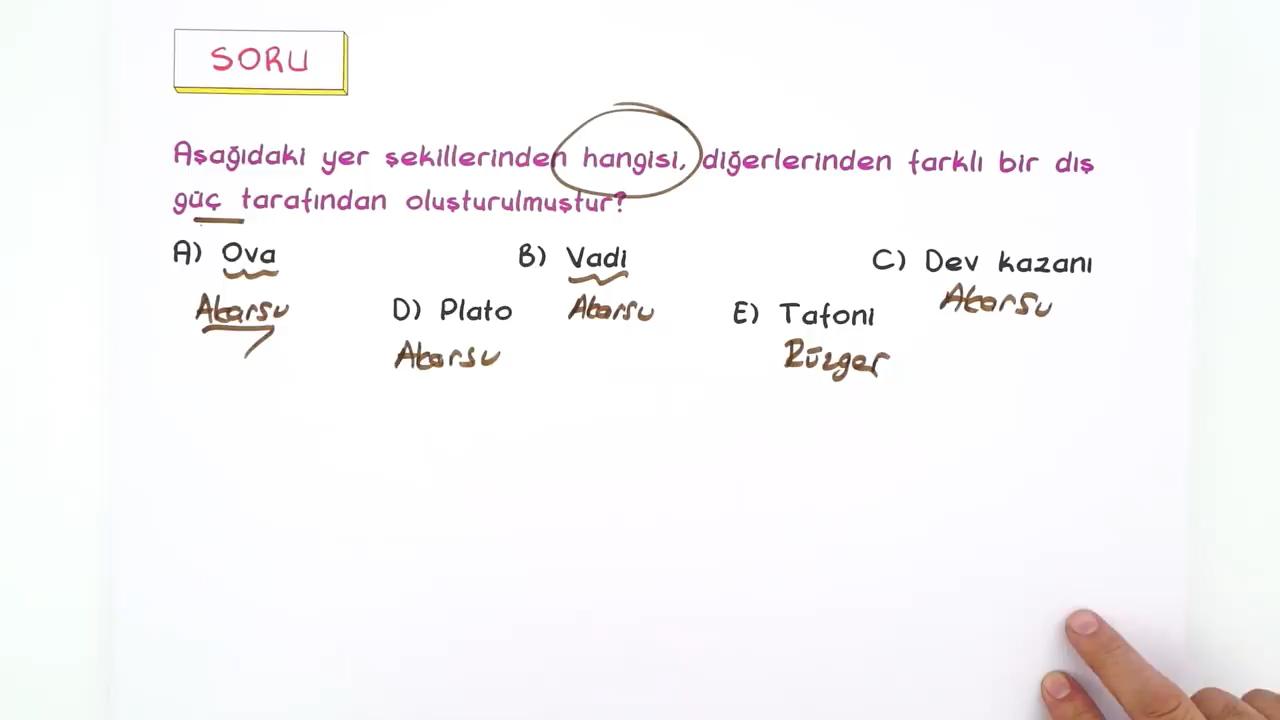 SORU
Aşağıdaki yer şekillerinden hangisi, diğerlerinden farklı bir dış
güç tarafından oluşturulmuştur?
A) Ova B) Vadi C) Dev kazanı
Akarsu Akarsu Akarsu
D) Plato E) Tafoni
Akarsu Rüzgar